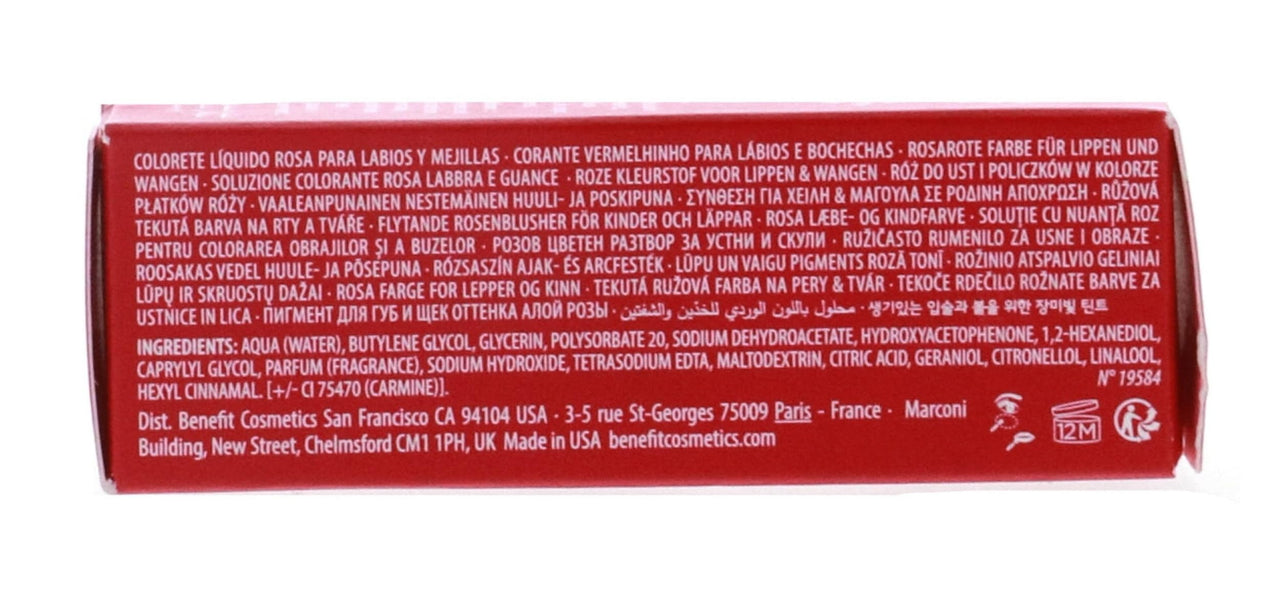 COLORETE LÍQUIDO ROSA PARA LABIOS Y MEJILLAS · CORANTE VERMELHINHO PARA LÁBIOS E BOCHECHAS · ROSAROTE FARBE FÜR LIPPEN UND
WANGEN · SOLUZIONE COLORANTE ROSA LABBRA E GUANCE · ROZE KLEURSTOF VOOR LIPPEN & WANGEN · RÓŻ DO UST I POLICZKÓW W KOLORZE
PŁATKÓW RÓŻY · VAALEANPUNAINEN NESTEMÄINEN HUULI- JA POSKIPUNA · ΣΥΝΘΕΣΗ ΓΙΑ ΧΕΙΛΗ & ΜΑΓΟΥΛΑ ΣΕ ΡΟΔΙΝΗ ΑΠΟΧΡΩΣΗ · RŮŽOVÁ
TEKUTÁ BARVA NA RTY A TVÁŘE · FLYTANDE ROSENBLUSHER FÖR KINDER OCH LÄPPAR · ROSA LÆBE- OG KINDFARVE · SOLUŢIE CU NUANŢĂ ROZ
PENTRU COLORAREA OBRAJILOR ŞI A BUZELOR · РОЗОВ ЦВЕТЕН РАЗТВОР ЗА УСТНИ И СКУЛИ · RUŽIČASTO RUMENILO ZA USNE I OBRAZE ·
ROOSAKAS VEDEL HUULE- JA PÕSEPUNA · RÓZSASZÍN AJAK- ÉS ARCFESTÉK · LŪPU UN VAIGU PIGMENTS ROZĀ TONĪ · ROŽINIO ATSPALVIO GELINIAI
LŪPŲ IR SKRUOSTŲ DAŽAI · ROSA FARGE FOR LEPPER OG KINN · TEKUTÁ RUŽOVÁ FARBA NA PERY & TVÁR · TEKOČE RDEČILO ROŽNATE BARVE ZA
USTNICE IN LICA · ПИГМЕНТ ДЛЯ ГУБ И ЩЕК ОТТЕНКА АЛОЙ РОЗЫ · محلول باللون الوردي للخدّين والشفتين · 생기있는 입술과 볼을 위한 장미빛 틴트
INGREDIENTS: AQUA (WATER), BUTYLENE GLYCOL, GLYCERIN, POLYSORBATE 20, SODIUM DEHYDROACETATE, HYDROXYACETOPHENONE, 1,2-HEXANEDIOL,
CAPRYLYL GLYCOL, PARFUM (FRAGRANCE), SODIUM HYDROXIDE, TETRASODIUM EDTA, MALTODEXTRIN, CITRIC ACID, GERANIOL, CITRONELLOL, LINALOOL,
HEXYL CINNAMAL. [+/- CI 75470 (CARMINE)].
N° 19584
Dist. Benefit Cosmetics San Francisco CA 94104 USA · 3-5 rue St-Georges 75009 Paris - France · Marconi
Building, New Street, Chelmsford CM1 1PH, UK Made in USA benefitcosmetics.com
12M